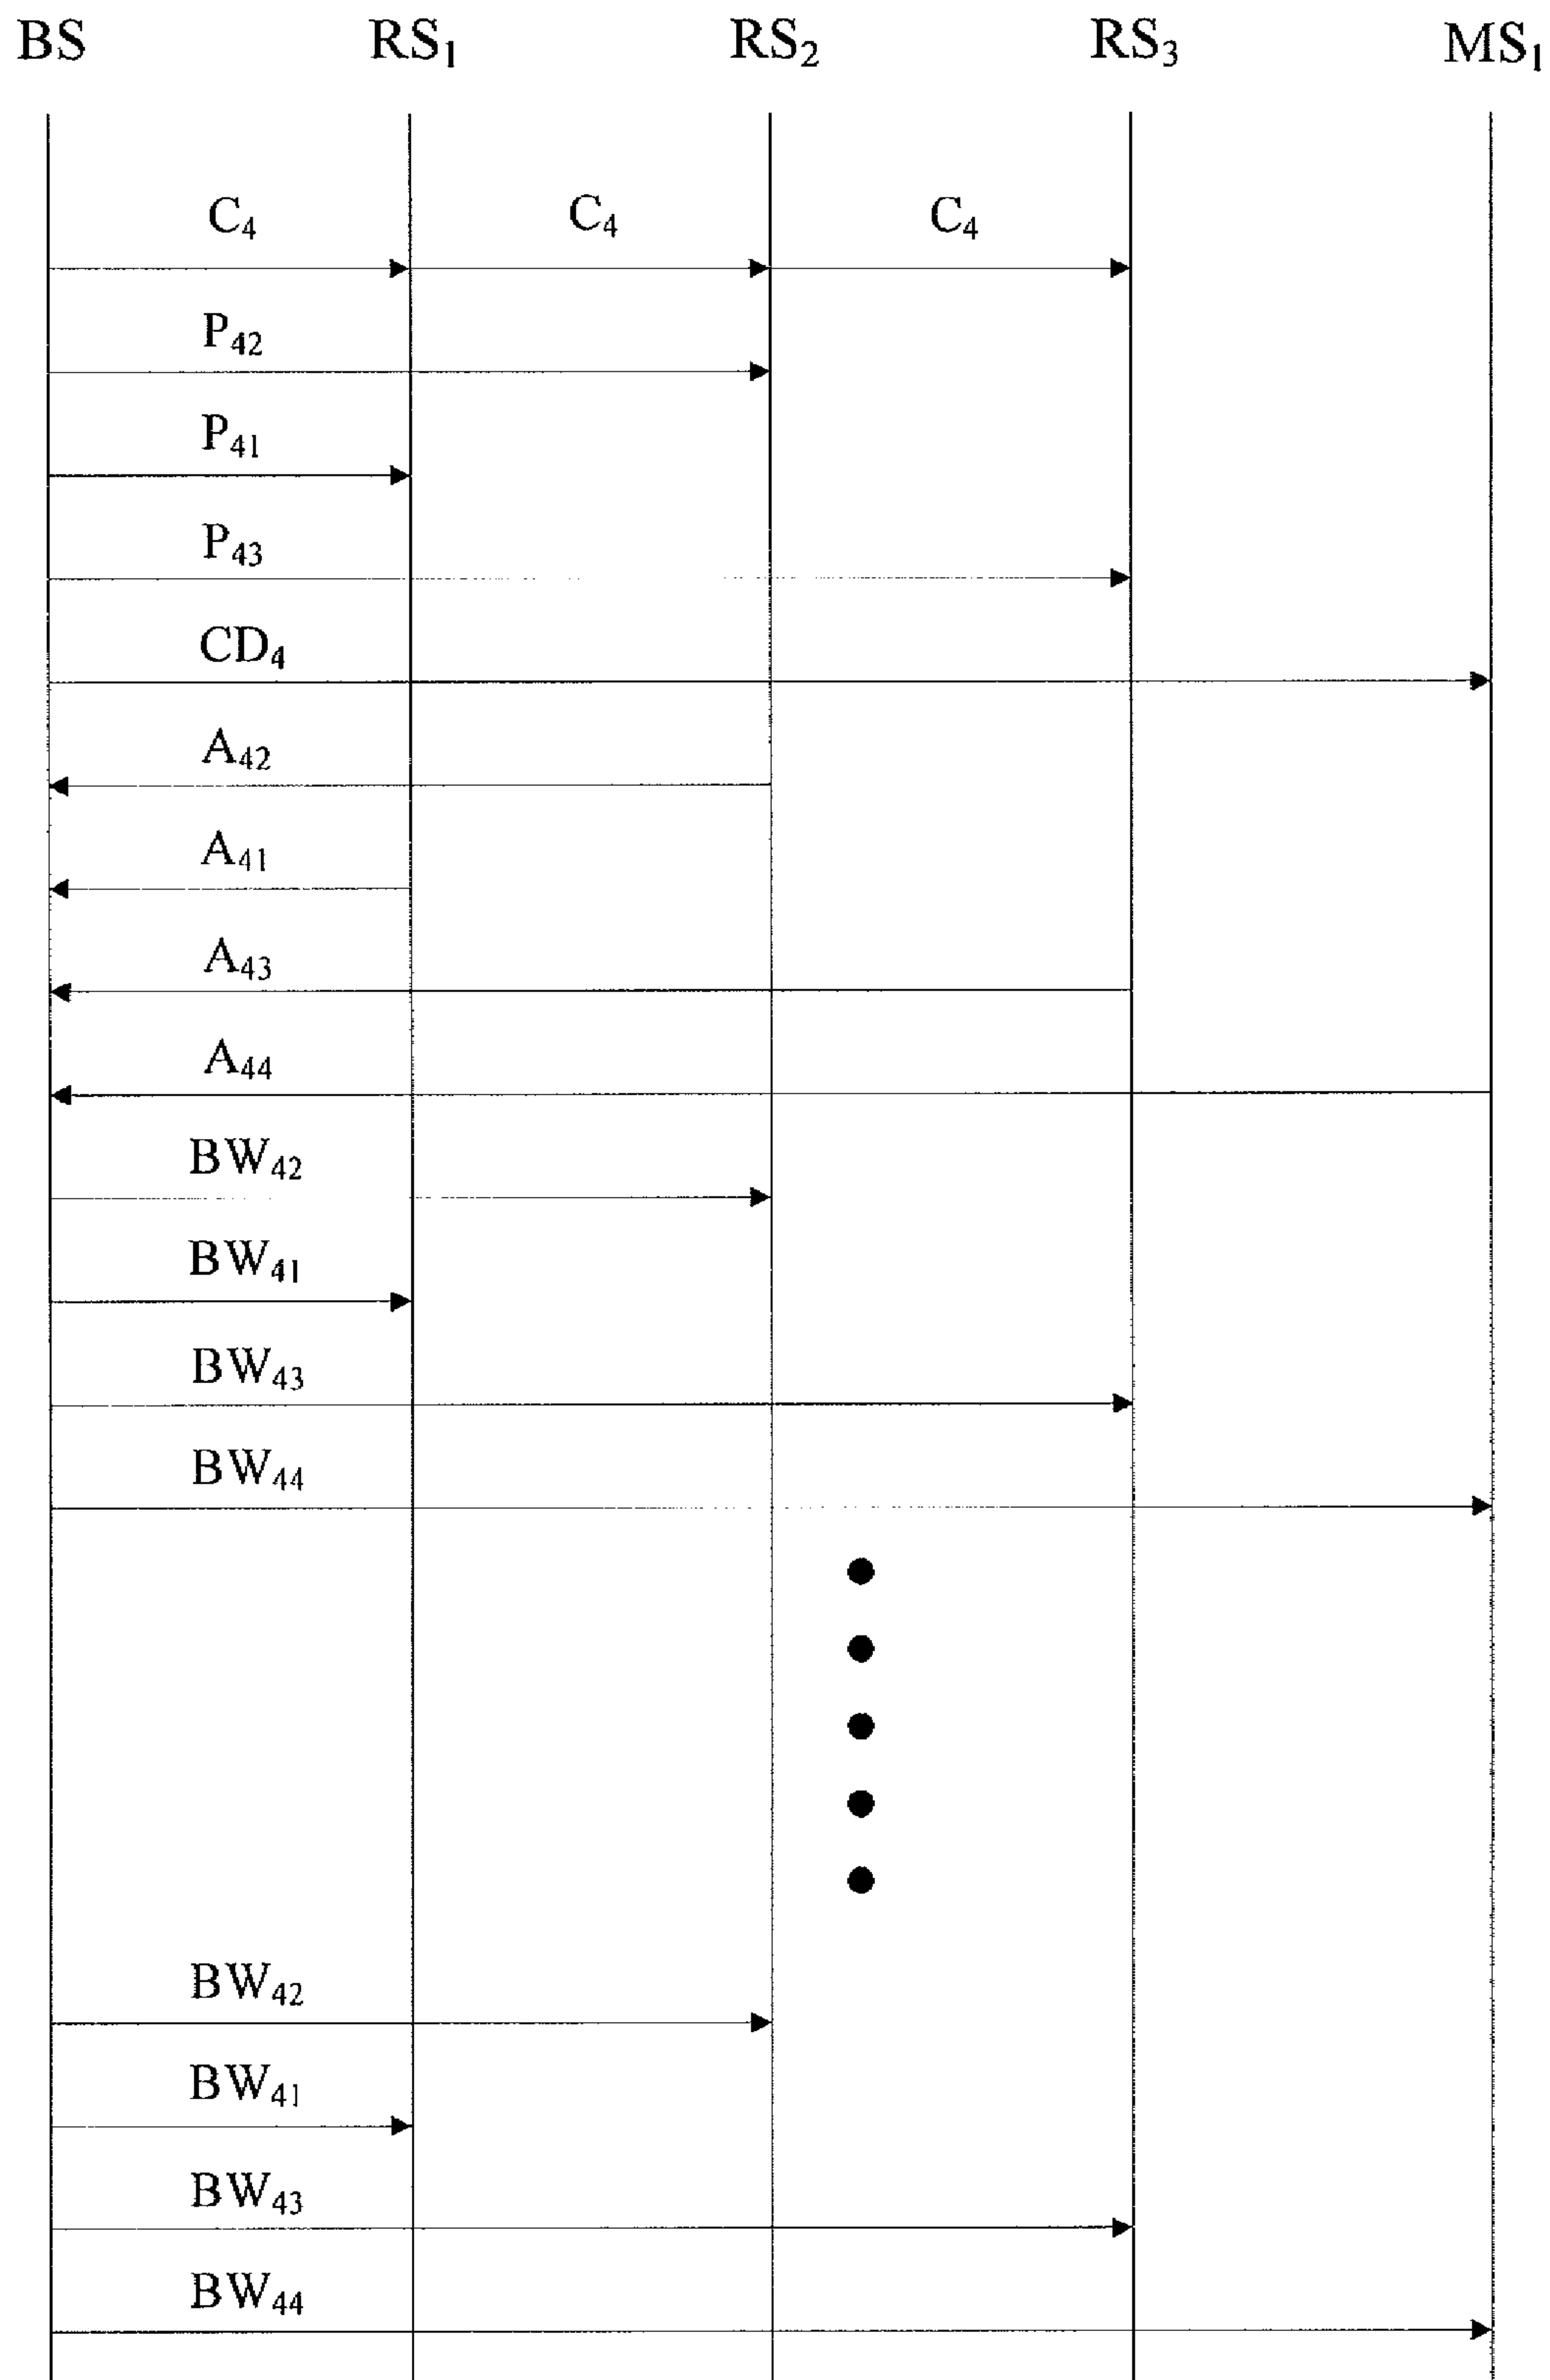 BS RS₁ RS₂ RS₃ MS₁
C₄ C₄ C₄
P₄₂
P₄₁
P₄₃
CD₄
A₄₂
A₄₁
A₄₃
A₄₄
BW₄₂
BW₄₁
BW₄₃
BW₄₄
BW₄₂
BW₄₁
BW₄₃
BW₄₄